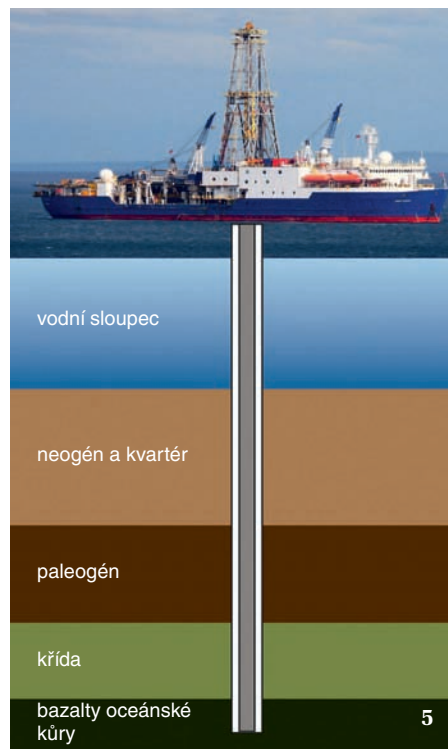 vodní sloupec
neogén a kvartér
paleogén
křída
bazalty oceánské
kůry
5